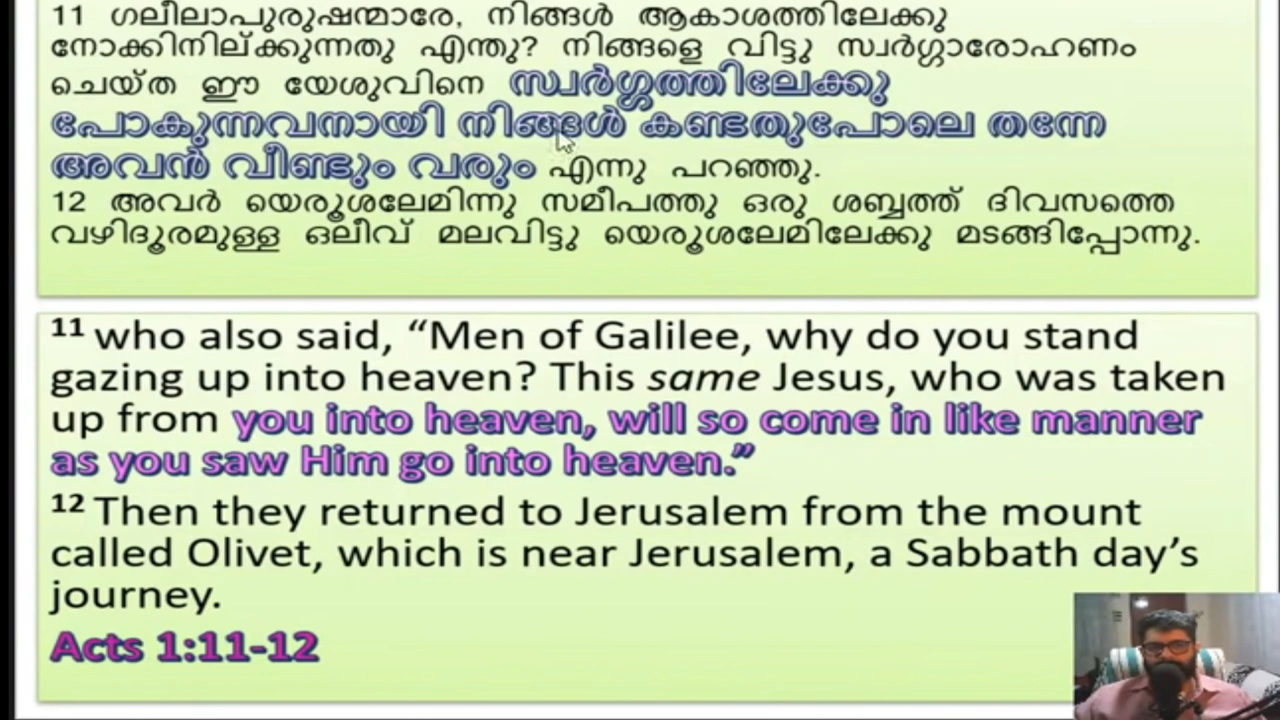 11 ഗലീലാപുരുഷന്മാരേ, നിങ്ങൾ ആകാശത്തിലേക്കു
നോക്കിനില്ക്കുന്നതു എന്തു? നിങ്ങളെ വിട്ടു സ്വർഗ്ഗാരോഹണം
ചെയ്ത ഈ യേശുവിനെ സ്വർഗ്ഗത്തിലേക്കു
പോകുന്നവനായി നിങ്ങൾ കണ്ടതുപോലെ തന്നേ
അവൻ വീണ്ടും വരും എന്നു പറഞ്ഞു.
12 അവർ യെരൂശലേമിന്നു സമീപത്തു ഒരു ശബ്ബത്ത് ദിവസത്തെ
വഴിദൂരമുള്ള ഒലീവ് മലവിട്ടു യെരൂശലേമിലേക്കു മടങ്ങിപ്പോന്നു.
11 who also said, “Men of Galilee, why do you stand
gazing up into heaven? This same Jesus, who was taken
up from you into heaven, will so come in like manner
as you saw Him go into heaven.”
12 Then they returned to Jerusalem from the mount
called Olivet, which is near Jerusalem, a Sabbath day’s
journey.
Acts 1:11-12